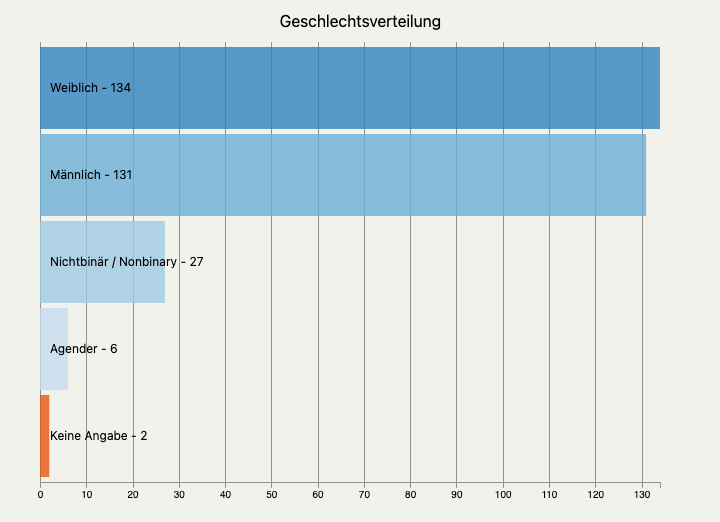 Geschlechtsverteilung
Weiblich - 134
Männlich - 131
Nichtbinär / Nonbinary - 27
Agender - 6
Keine Angabe - 2
0 10 20 30 40 50 60 70 80 90 100 110 120 130